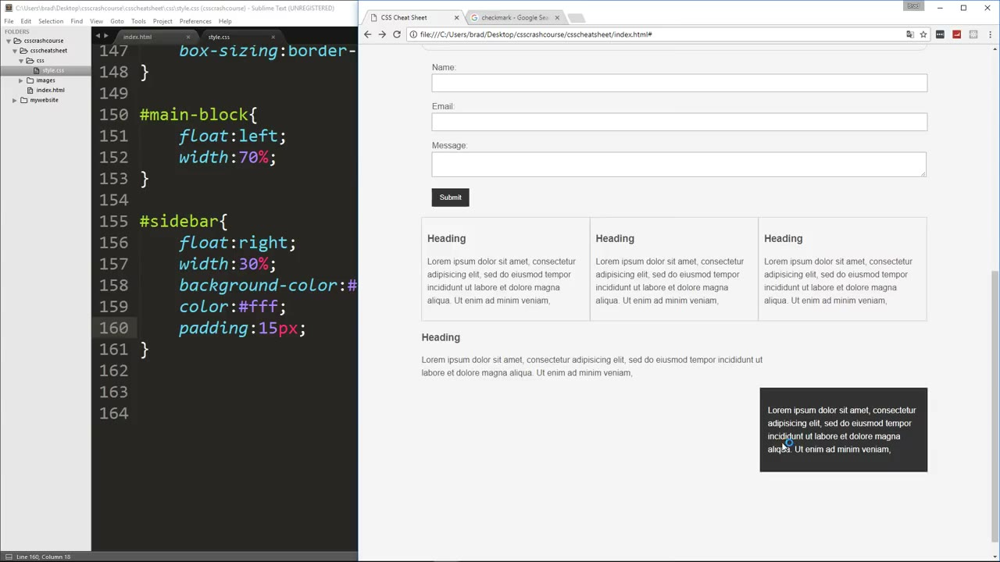 C:\Users\brad\Desktop\csscrashcourse\csscheatsheet\css\style.css (csscrashcourse) - Sublime Text (UNREGISTERED)
File Edit Selection Find View Goto Tools Project Preferences Help
FOLDERS
csscrashcourse
csscheatsheet
css
style.css
images
index.html
mywebsite
index.html
style.css
147 box-sizing:border-
148 }
149
150 #main-block{
151 float:left;
152 width:70%;
153 }
154
155 #sidebar{
156 float:right;
157 width:30%;
158 background-color:#
159 color:#fff;
160 padding:15px;
161 }
162
163
164
Line 160, Column 18
Brad
CSS Cheat Sheet
checkmark - Google Sea
file:///C:/Users/brad/Desktop/csscrashcourse/csscheatsheet/index.html#
Name:
Email:
Message:
Submit
Heading
Lorem ipsum dolor sit amet, consectetur
adipisicing elit, sed do eiusmod tempor
incididunt ut labore et dolore magna
aliqua. Ut enim ad minim veniam,
Heading
Lorem ipsum dolor sit amet, consectetur
adipisicing elit, sed do eiusmod tempor
incididunt ut labore et dolore magna
aliqua. Ut enim ad minim veniam,
Heading
Lorem ipsum dolor sit amet, consectetur
adipisicing elit, sed do eiusmod tempor
incididunt ut labore et dolore magna
aliqua. Ut enim ad minim veniam,
Heading
Lorem ipsum dolor sit amet, consectetur adipisicing elit, sed do eiusmod tempor incididunt ut
labore et dolore magna aliqua. Ut enim ad minim veniam,
Lorem ipsum dolor sit amet, consectetur
adipisicing elit, sed do eiusmod tempor
incididunt ut labore et dolore magna
aliqua. Ut enim ad minim veniam,